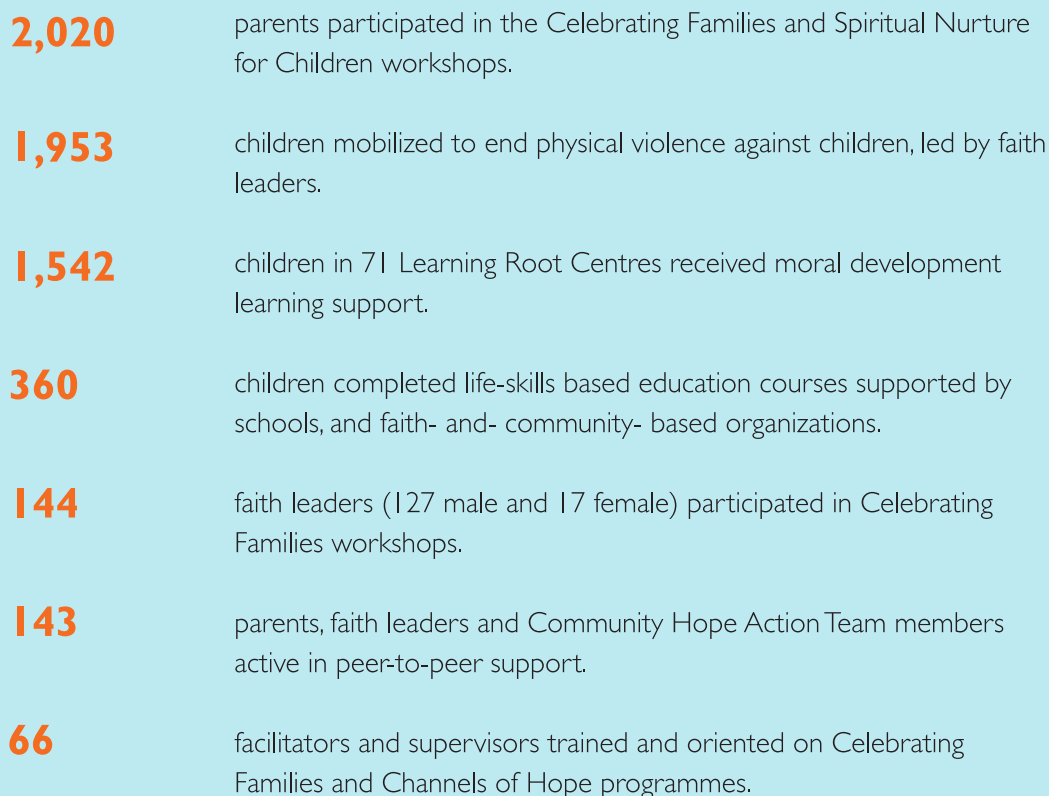 2,020 parents participated in the Celebrating Families and Spiritual Nurture
for Children workshops.
1,953 children mobilized to end physical violence against children, led by faith
leaders.
1,542 children in 71 Learning Root Centres received moral development
learning support.
360 children completed life-skills based education courses supported by
schools, and faith- and- community- based organizations.
144 faith leaders (127 male and 17 female) participated in Celebrating
Families workshops.
143 parents, faith leaders and Community Hope Action Team members
active in peer-to-peer support.
66 facilitators and supervisors trained and oriented on Celebrating
Families and Channels of Hope programmes.